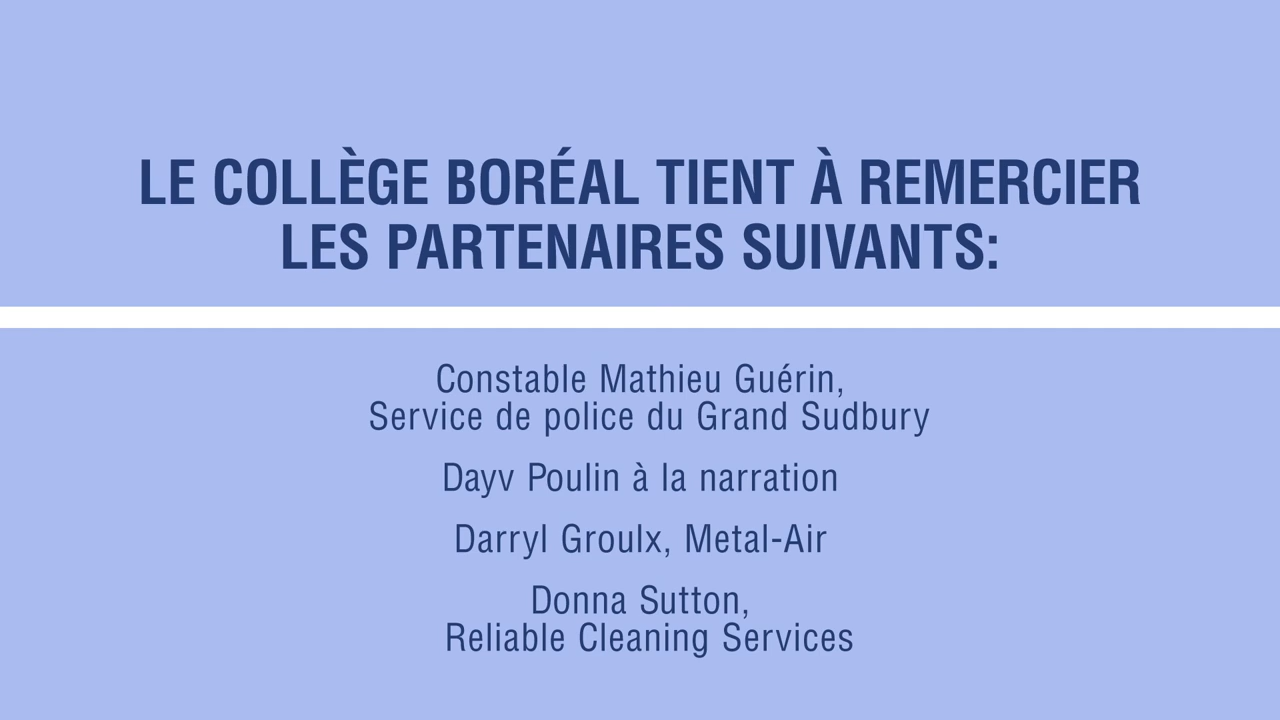 LE COLLÈGE BORÉAL TIENT À REMERCIER
LES PARTENAIRES SUIVANTS:
Constable Mathieu Guérin,
Service de police du Grand Sudbury
Dayv Poulin à la narration
Darryl Groulx, Metal-Air
Donna Sutton,
Reliable Cleaning Services